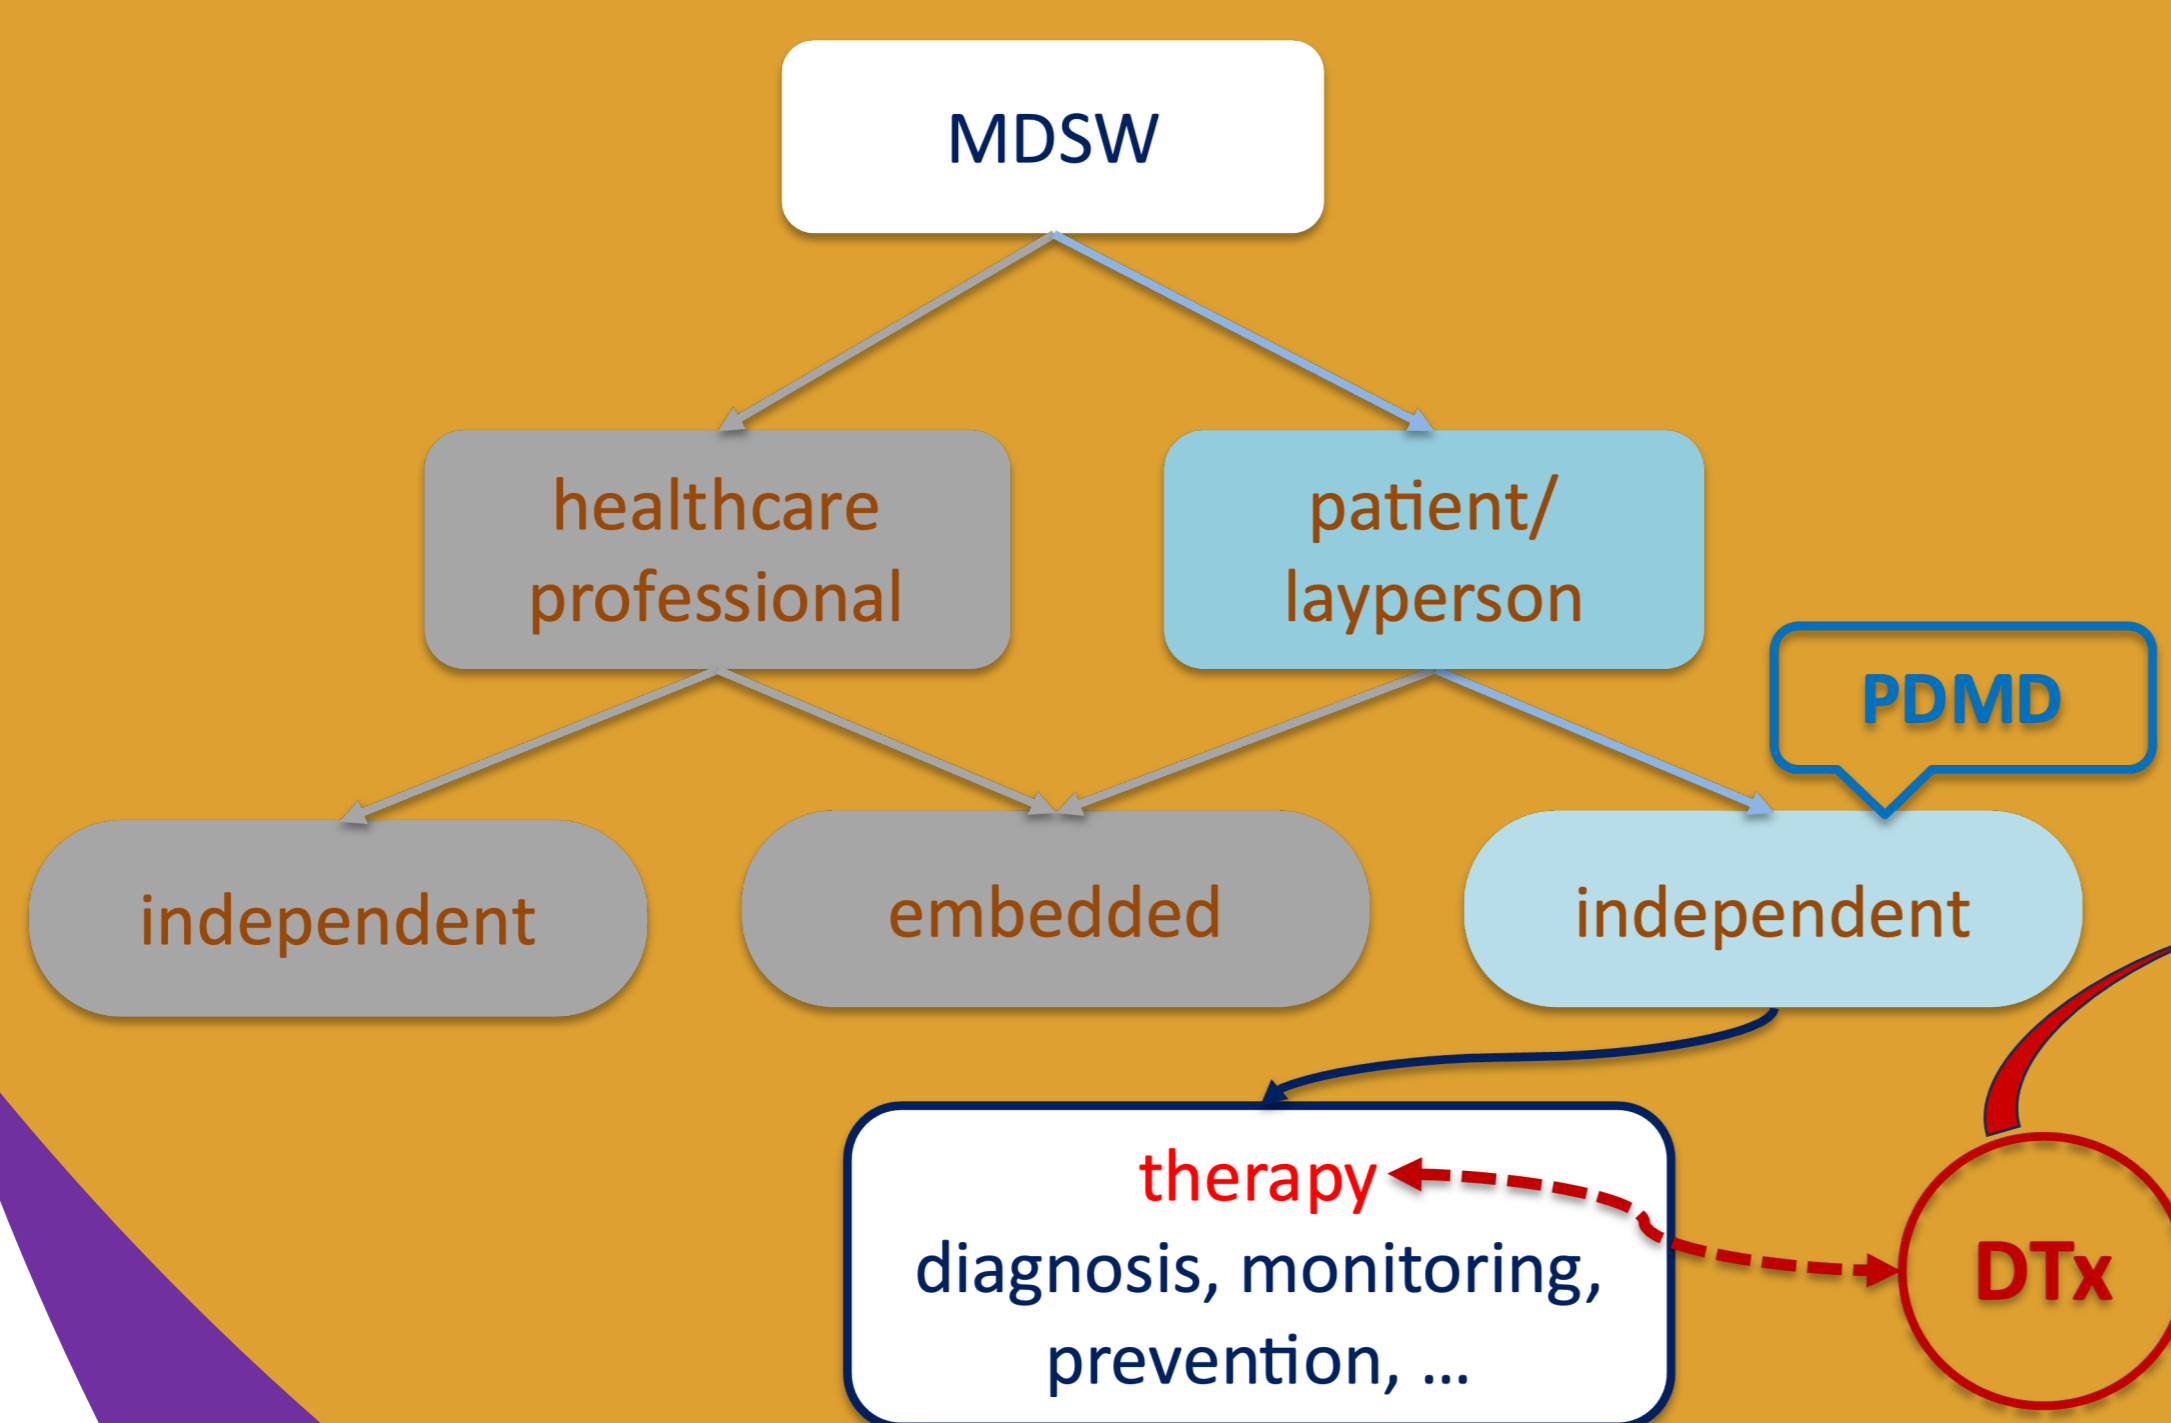 MDSW
healthcare
professional
patient/
layperson
PDMD
independent
embedded
independent
therapy
diagnosis, monitoring,
prevention, ...
DTx